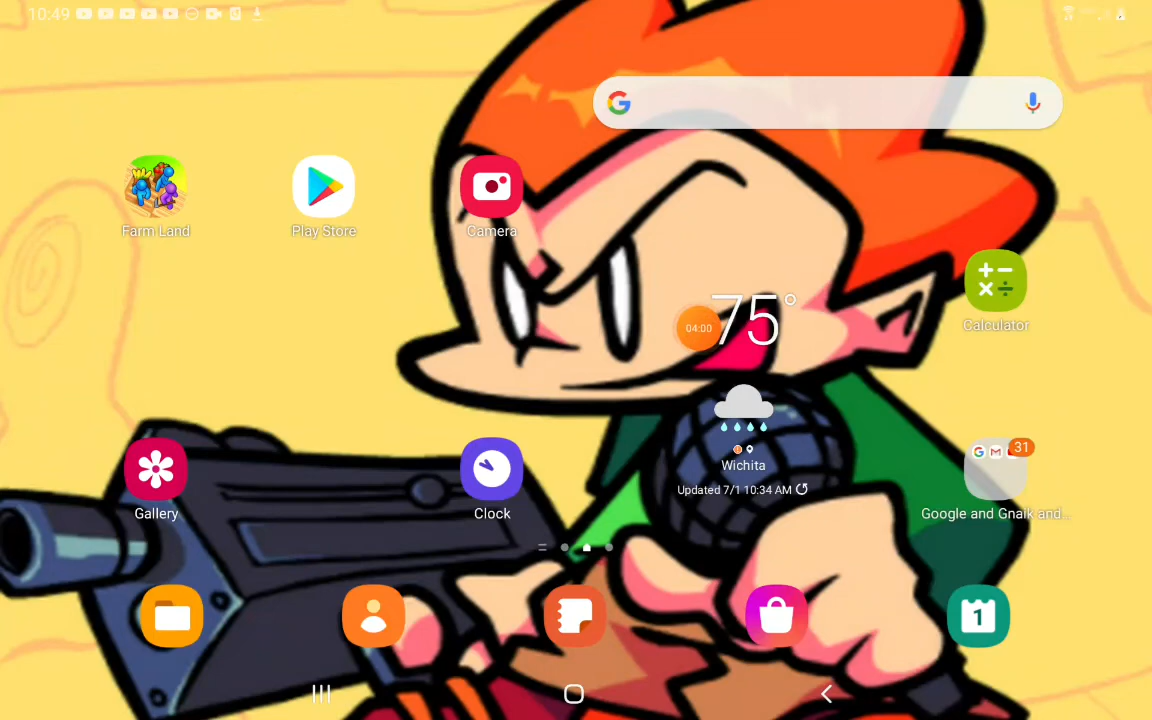 10:49
Farm Land
Play Store
Camera
75°
04:00
Calculator
Wichita
Updated 7/1 10:34 AM
31
Gallery
Clock
Google and Gnaik and...
1